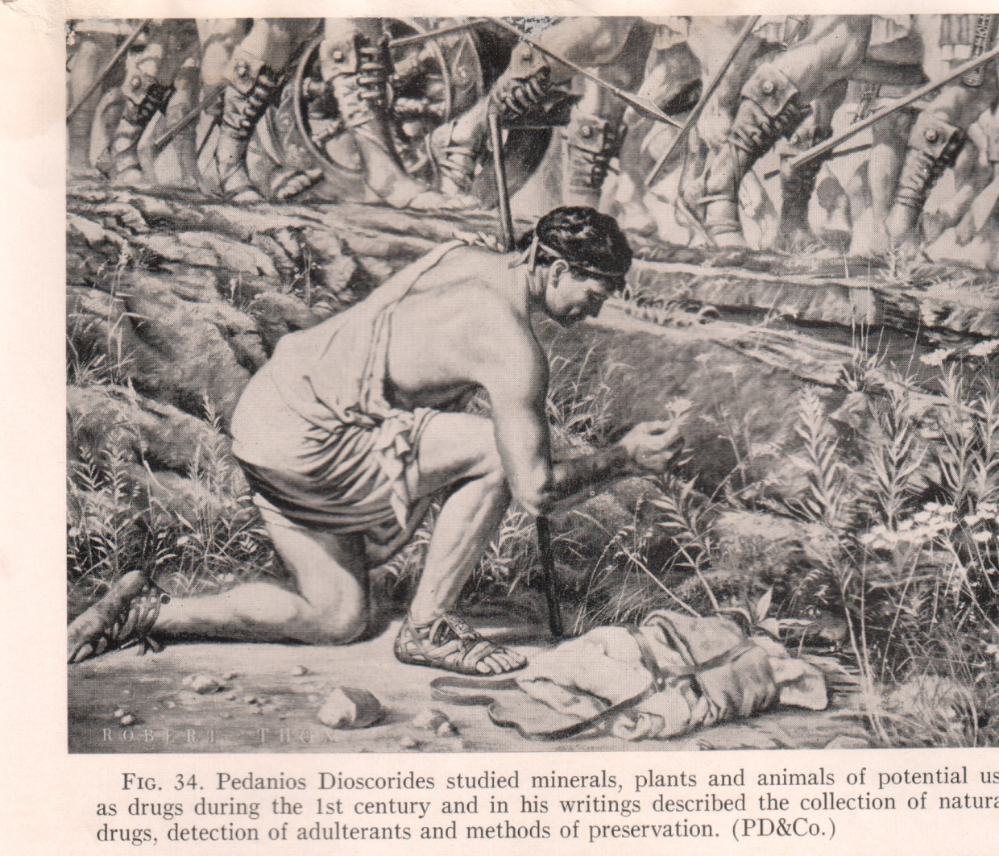 ROBERT THOM
FIG. 34. Pedanios Dioscorides studied minerals, plants and animals of potential us
as drugs during the 1st century and in his writings described the collection of natura
drugs, detection of adulterants and methods of preservation. (PD&Co.)